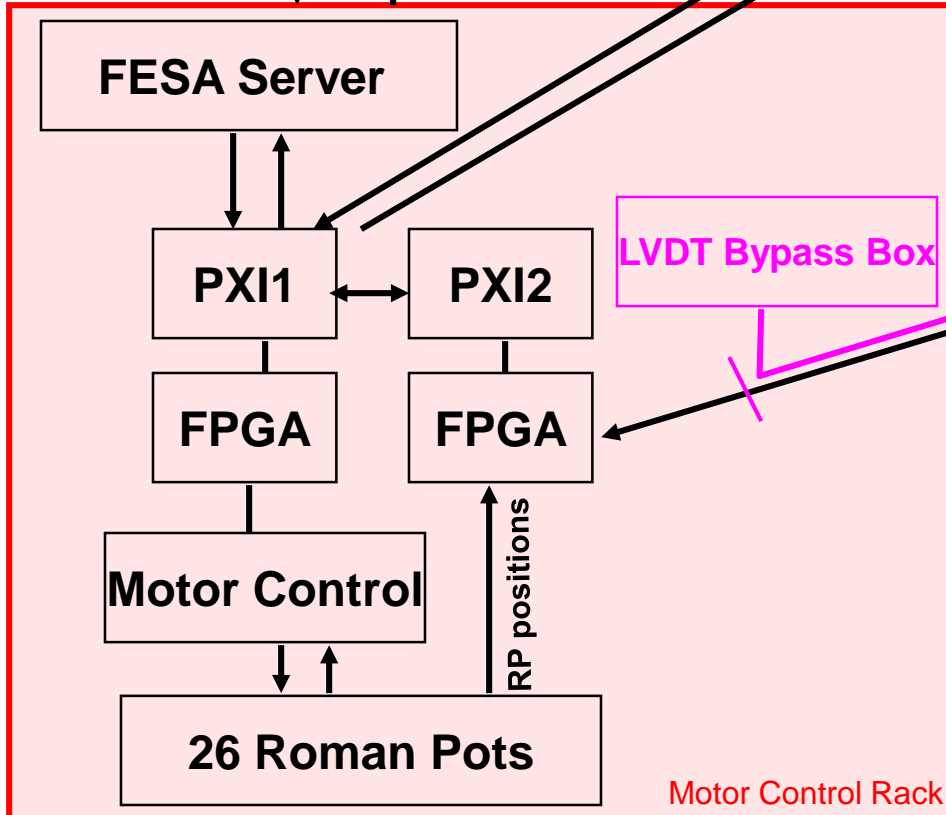 FESA Server
LVDT Bypass Box
PXI1
PXI2
FPGA
FPGA
RP positions
Motor Control
26 Roman Pots
Motor Control Rack